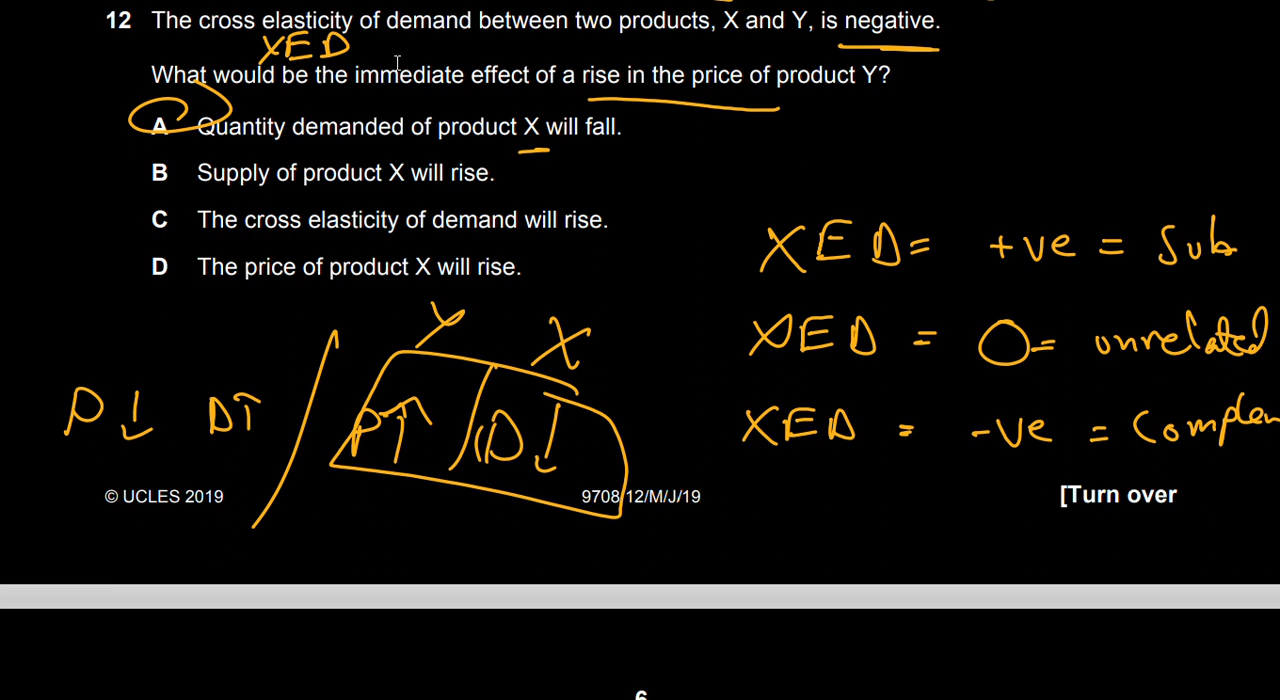 12 The cross elasticity of demand between two products, X and Y, is negative.
XED
What would be the immediate effect of a rise in the price of product Y?
A Quantity demanded of product X will fall.
B Supply of product X will rise.
C The cross elasticity of demand will rise.
D The price of product X will rise.
XED = +ve = Sub
XED = 0 = unrelated
XED = -ve = Complem
Y X
P↓ D↑ / P↑ / D↓
© UCLES 2019 9708/12/M/J/19 [Turn over
6